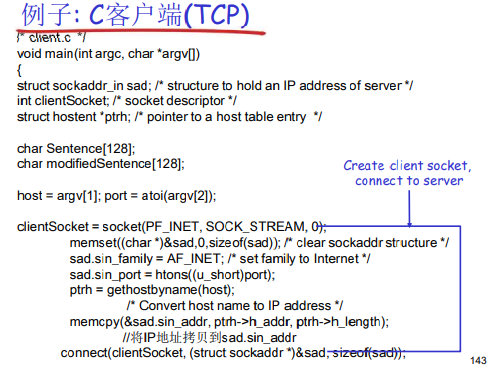 例子: C客户端(TCP)
/* client.c */
void main(int argc, char *argv[])
{
struct sockaddr_in sad; /* structure to hold an IP address of server */
int clientSocket; /* socket descriptor */
struct hostent *ptrh; /* pointer to a host table entry */
char Sentence[128];
char modifiedSentence[128];
Create client socket,
connect to server
host = argv[1]; port = atoi(argv[2]);
clientSocket = socket(PF_INET, SOCK_STREAM, 0);
memset((char *)&sad,0,sizeof(sad)); /* clear sockaddr structure */
sad.sin_family = AF_INET; /* set family to Internet */
sad.sin_port = htons((u_short)port);
ptrh = gethostbyname(host);
/* Convert host name to IP address */
memcpy(&sad.sin_addr, ptrh->h_addr, ptrh->h_length);
//将IP地址拷贝到sad.sin_addr
connect(clientSocket, (struct sockaddr *)&sad, sizeof(sad));
143